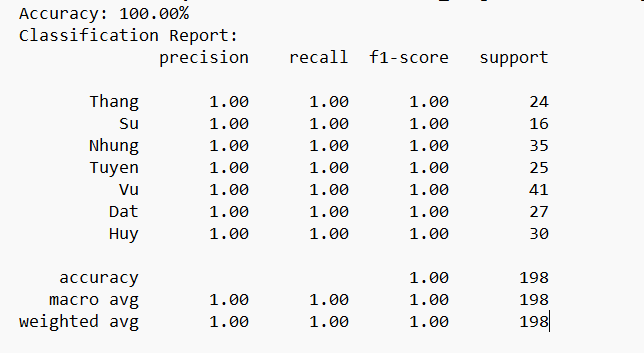 Accuracy: 100.00%
Classification Report:
precision recall f1-score support
Thang 1.00 1.00 1.00 24
Su 1.00 1.00 1.00 16
Nhung 1.00 1.00 1.00 35
Tuyen 1.00 1.00 1.00 25
Vu 1.00 1.00 1.00 41
Dat 1.00 1.00 1.00 27
Huy 1.00 1.00 1.00 30
accuracy 1.00 198
macro avg 1.00 1.00 1.00 198
weighted avg 1.00 1.00 1.00 198